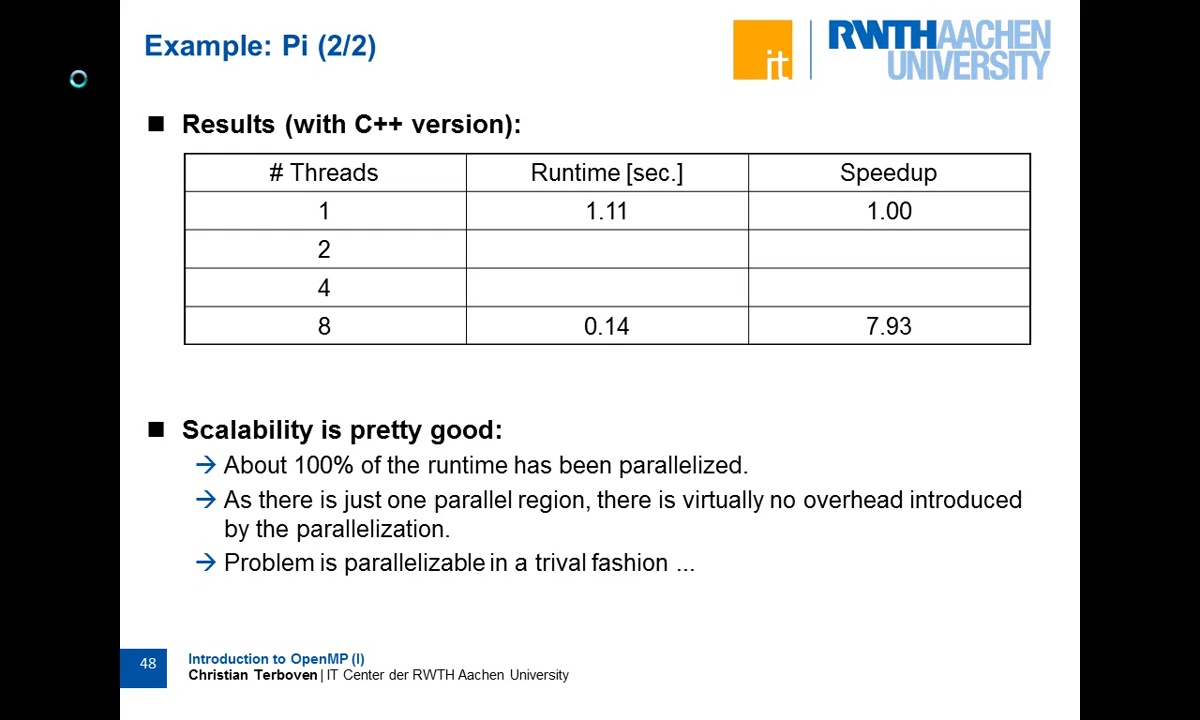 Example: Pi (2/2)
it
RWTHAACHEN
UNIVERSITY
■ Results (with C++ version):
# Threads Runtime [sec.] Speedup
1 1.11 1.00
2
4
8 0.14 7.93
■ Scalability is pretty good:
→ About 100% of the runtime has been parallelized.
→ As there is just one parallel region, there is virtually no overhead introduced
by the parallelization.
→ Problem is parallelizable in a trival fashion ...
48
Introduction to OpenMP (I)
Christian Terboven | IT Center der RWTH Aachen University